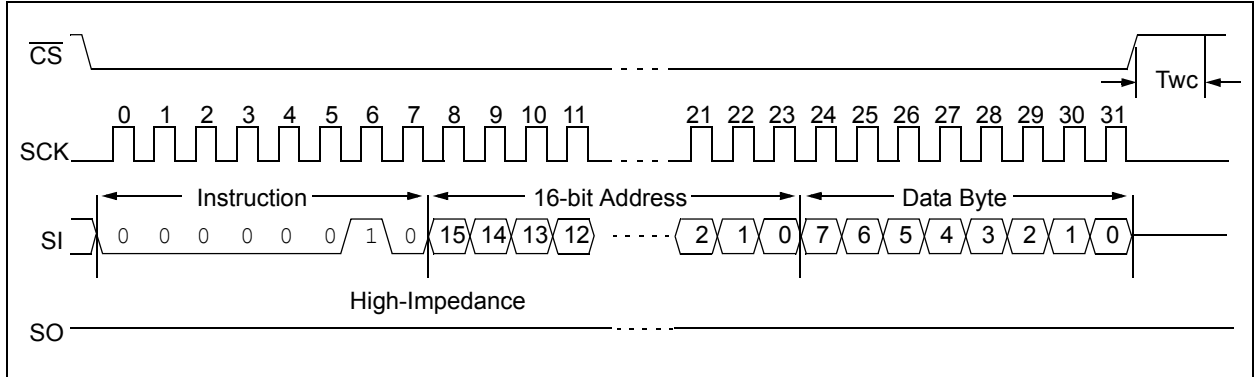 CS
Twc
0 1 2 3 4 5 6 7 8 9 10 11 21 22 23 24 25 26 27 28 29 30 31
SCK
Instruction 16-bit Address Data Byte
SI 0 0 0 0 0 0 1 0 15 14 13 12 2 1 0 7 6 5 4 3 2 1 0
High-Impedance
SO